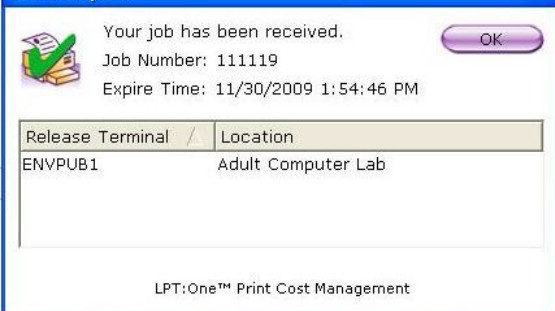 Your job has been received.
OK
Job Number: 111119
Expire Time: 11/30/2009 1:54:46 PM
Release Terminal Location
ENVPUB1 Adult Computer Lab
LPT:One™ Print Cost Management